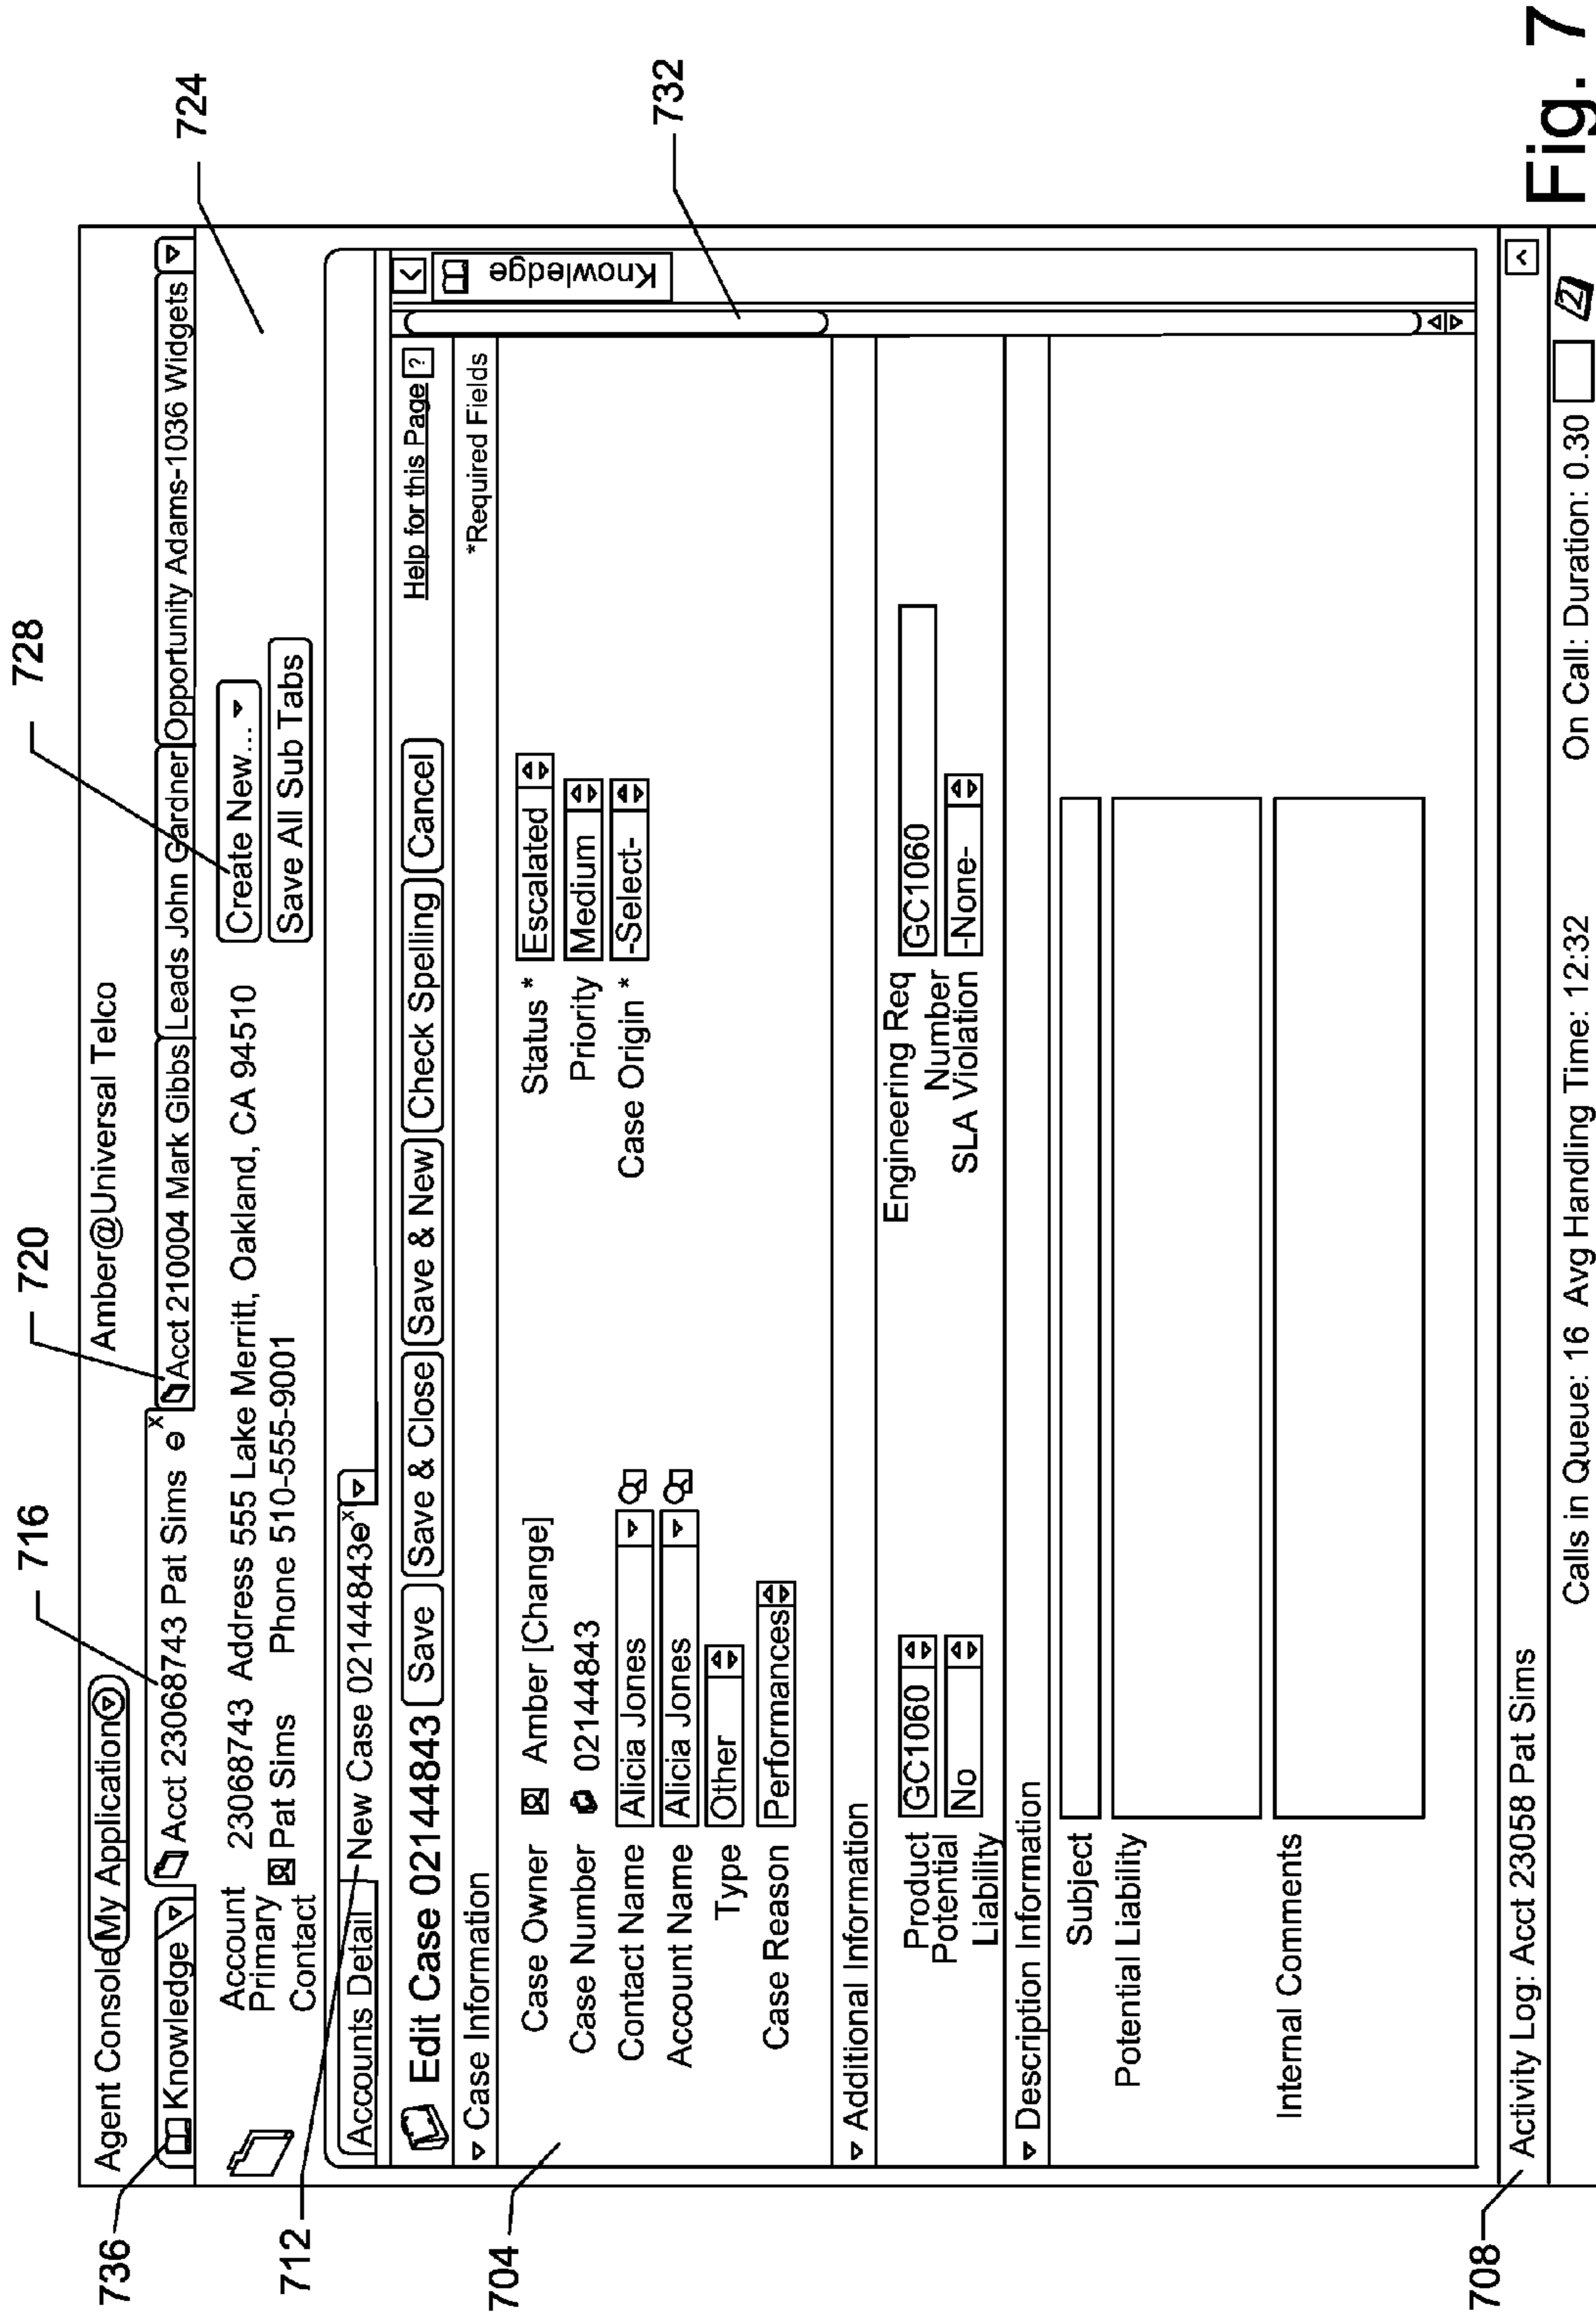 716
720
728
724
736
Agent Console My Application
Amber@Universal Telco
Knowledge
Acct 23068743 Pat Sims e x
Acct 210004 Mark Gibbs
Leads John Gardner
Opportunity Adams-1036 Widgets
Account 23068743 Address 555 Lake Merritt, Oakland, CA 94510
Create New...
Primary Contact Pat Sims Phone 510-555-9001
Save All Sub Tabs
712
Accounts Detail
New Case 02144843 e x
Edit Case 02144843
Save
Save & Close
Save & New
Check Spelling
Cancel
Help for this Page ?
Knowledge
Case Information
*Required Fields
704
732
Case Owner Amber [Change]
Status * Escalated
Case Number 02144843
Priority Medium
Contact Name Alicia Jones
Case Origin * -Select-
Account Name Alicia Jones
Type Other
Case Reason Performances
Additional Information
Product GC1060
Engineering Req
Number GC1060
Potential
Liability No
SLA Violation -None-
Description Information
Subject
Potential Liability
Internal Comments
708
Activity Log: Acct 23058 Pat Sims
Calls in Queue: 16 Avg Handling Time: 12:32
On Call: Duration: 0.30
2
Fig. 7